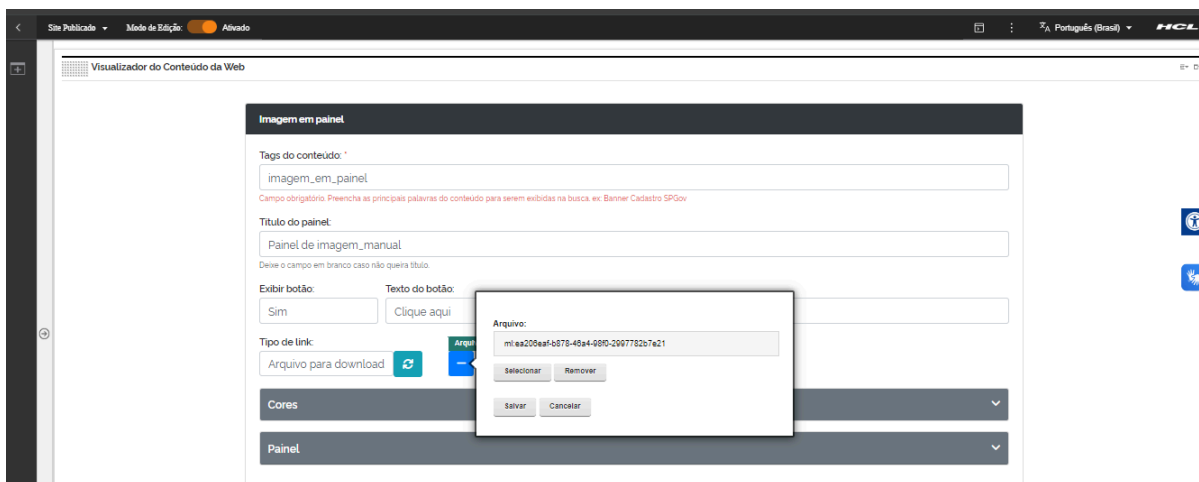 Site Publicado
Modo de Edição:
Ativado
Português (Brasil)
HCL
Visualizador do Conteúdo da Web
Imagem em painel
Tags do conteúdo: *
imagem_em_painel
Campo obrigatório. Preencha as principais palavras do conteúdo para serem exibidas na busca. ex: Banner Cadastro SPGov
Título do painel:
Painel de imagem_manual
Deixe o campo em branco caso não queira título.
Exibir botão:
Texto do botão:
Sim
Clique aqui
Tipo de link:
Arquivo para download
Arquivo:
ml:ea206eaf-b878-46a4-98f0-2997782b7e21
Selecionar
Remover
Salvar
Cancelar
Cores
Painel